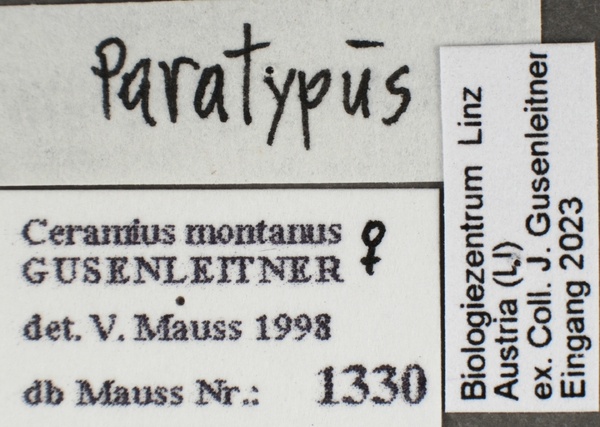 Paratypūs
Ceramius montanus ♀
GUSENLEITNER
det. V. Mauss 1998
db Mauss Nr.: 1330
Biologiezentrum Linz
Austria (LI)
ex. Coll. J. Gusenleitner
Eingang 2023